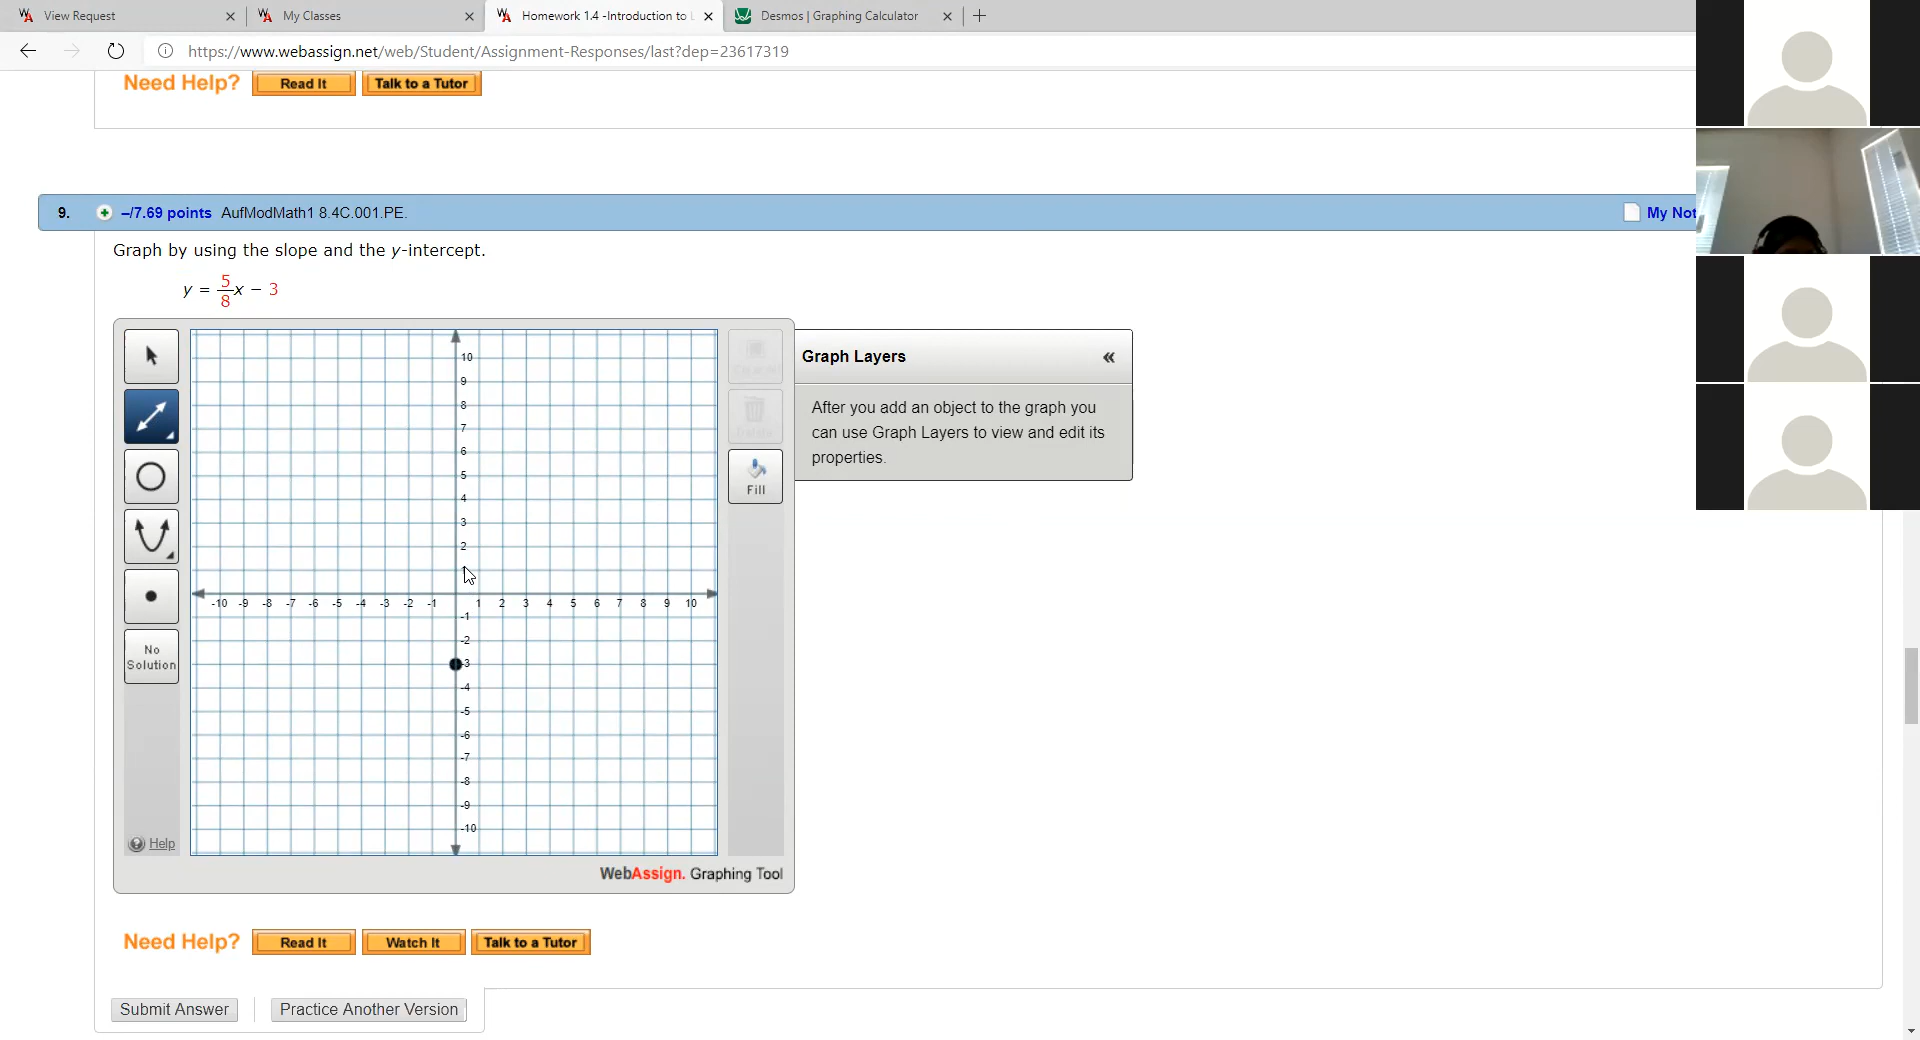 View Request
My Classes
Homework 1.4 -Introduction to L
Desmos | Graphing Calculator
https://www.webassign.net/web/Student/Assignment-Responses/last?dep=23617319
Need Help? Read It Talk to a Tutor
9. –/7.69 points AufModMath1 8.4C.001.PE.
My Not
Graph by using the slope and the y-intercept.
y = 5/8 x − 3
Graph Layers
After you add an object to the graph you
can use Graph Layers to view and edit its
properties.
Fill
No
Solution
Help
10
9
8
7
6
5
4
3
2
-10 -9 -8 -7 -6 -5 -4 -3 -2 -1 1 2 3 4 5 6 7 8 9 10
-1
-2
-3
-4
-5
-6
-7
-8
-9
-10
WebAssign. Graphing Tool
Need Help? Read It Watch It Talk to a Tutor
Submit Answer Practice Another Version